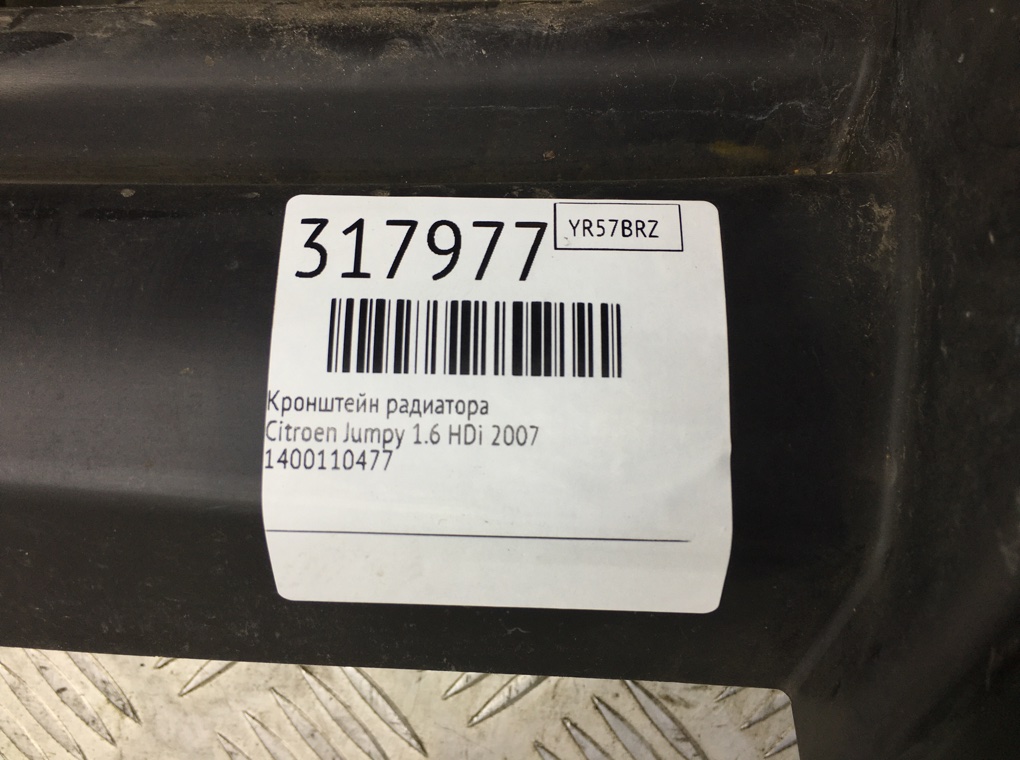 317977
YR57BRZ
Кронштейн радиатора
Citroen Jumpy 1.6 HDi 2007
1400110477